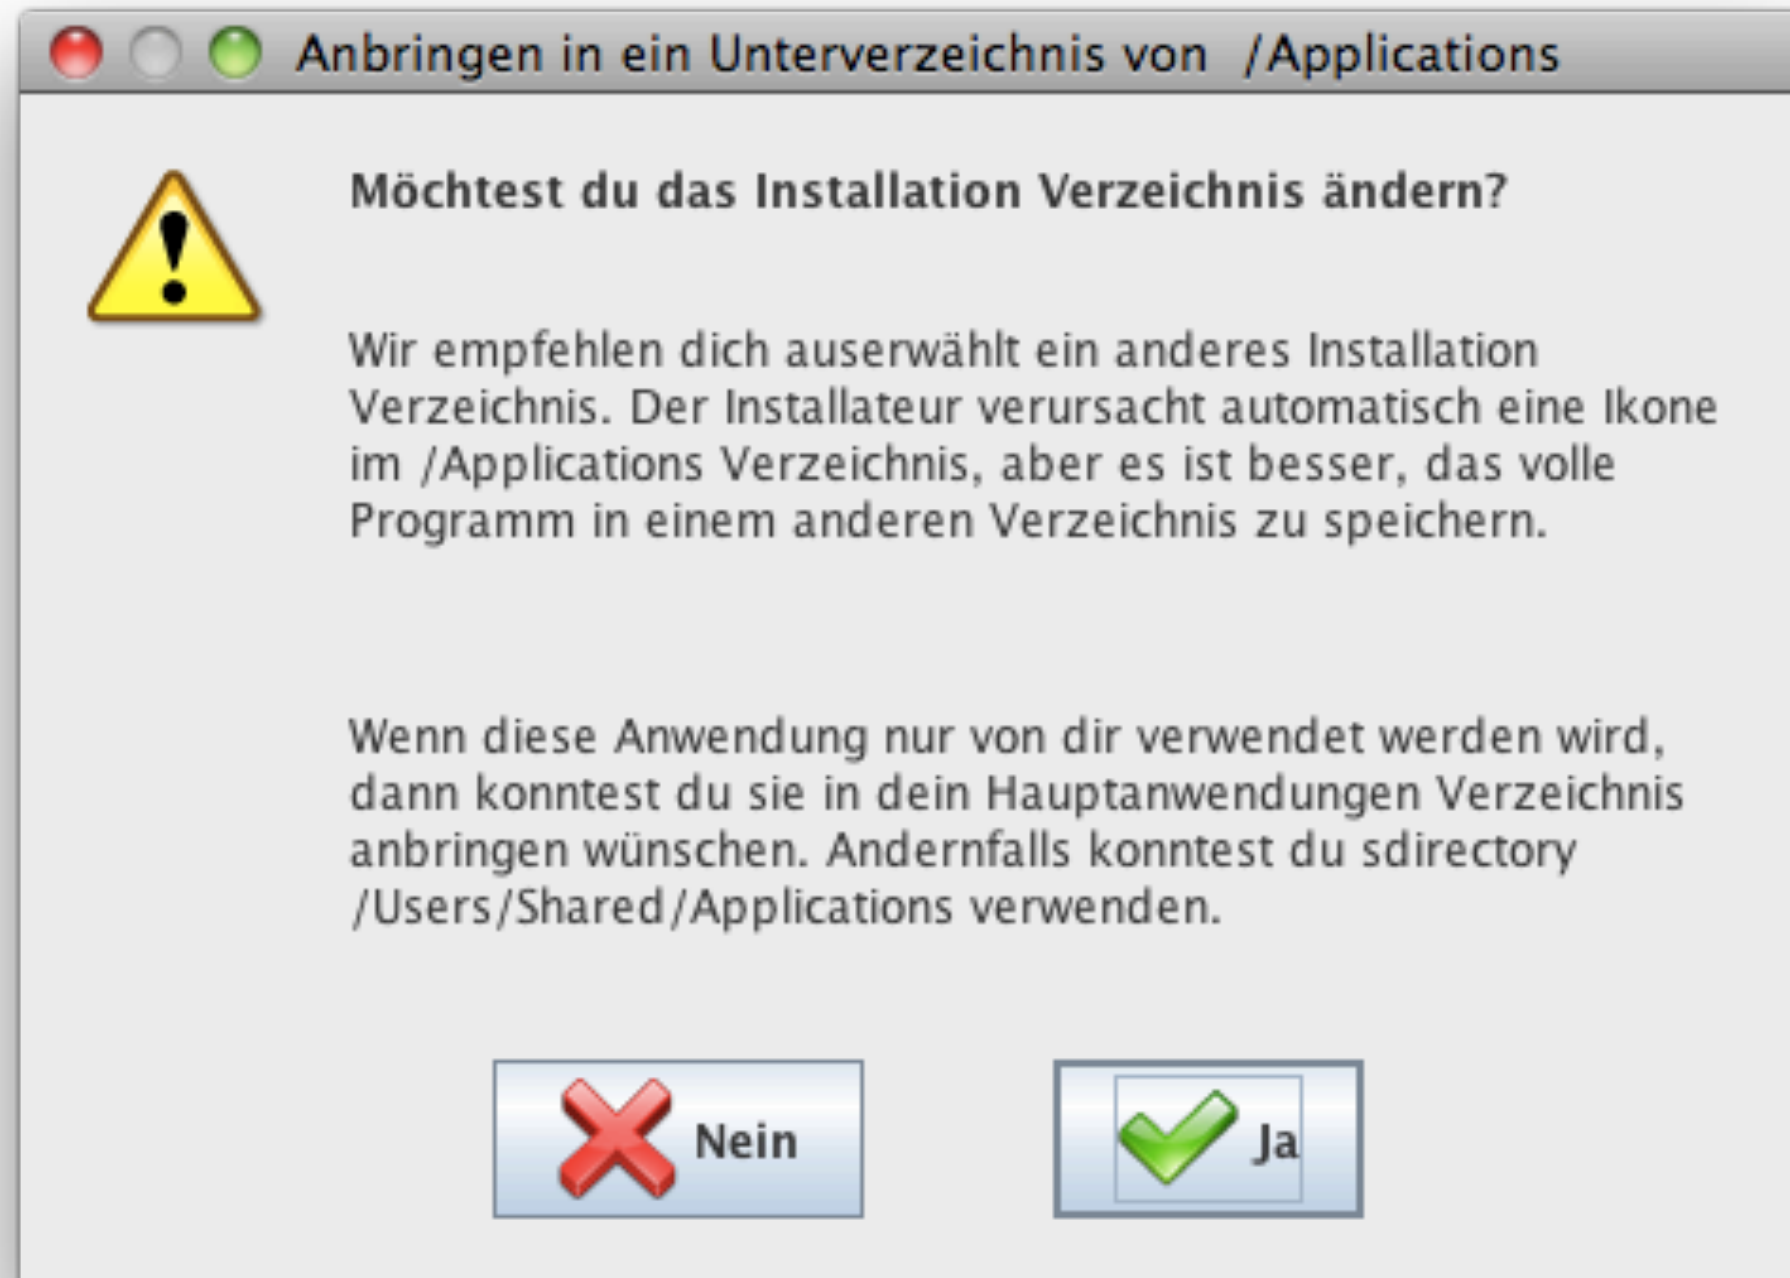 Anbringen in ein Unterverzeichnis von /Applications
Möchtest du das Installation Verzeichnis ändern?
Wir empfehlen dich auserwählt ein anderes Installation
Verzeichnis. Der Installateur verursacht automatisch eine Ikone
im /Applications Verzeichnis, aber es ist besser, das volle
Programm in einem anderen Verzeichnis zu speichern.
Wenn diese Anwendung nur von dir verwendet werden wird,
dann konntest du sie in dein Hauptanwendungen Verzeichnis
anbringen wünschen. Andernfalls konntest du sdirectory
/Users/Shared/Applications verwenden.
Nein
Ja